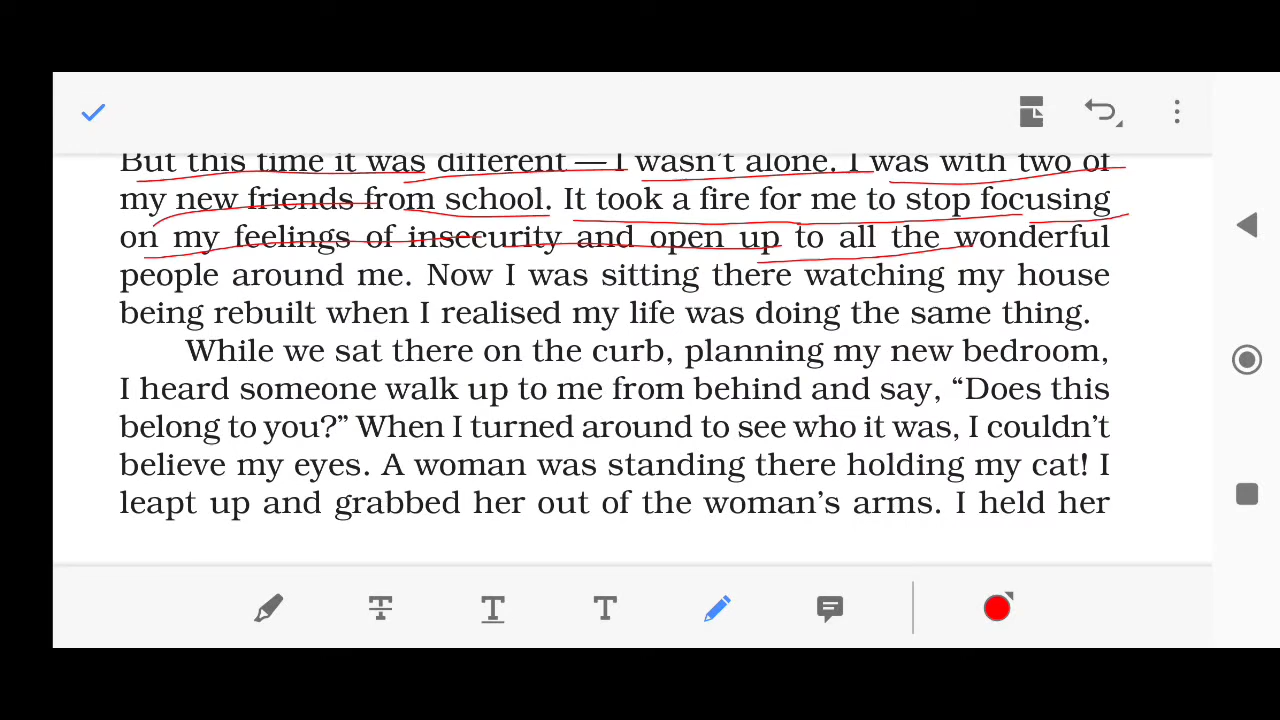 But this time it was different — I wasn't alone. I was with two of
my new friends from school. It took a fire for me to stop focusing
on my feelings of insecurity and open up to all the wonderful
people around me. Now I was sitting there watching my house
being rebuilt when I realised my life was doing the same thing.
While we sat there on the curb, planning my new bedroom,
I heard someone walk up to me from behind and say, “Does this
belong to you?” When I turned around to see who it was, I couldn't
believe my eyes. A woman was standing there holding my cat! I
leapt up and grabbed her out of the woman's arms. I held her